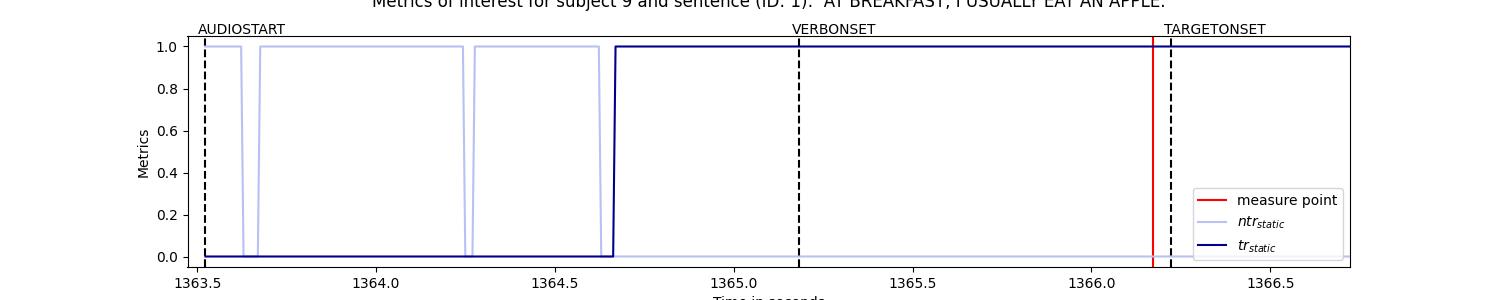 Metrics of interest for subject 9 and sentence (ID: 1): "AT BREAKFAST, I USUALLY EAT AN APPLE."
AUDIOSTART VERBONSET TARGETONSET
1.0
0.8
0.6
0.4
0.2
0.0
Metrics
measure point
ntr_static
tr_static
1363.5 1364.0 1364.5 1365.0 1365.5 1366.0 1366.5
Time in seconds